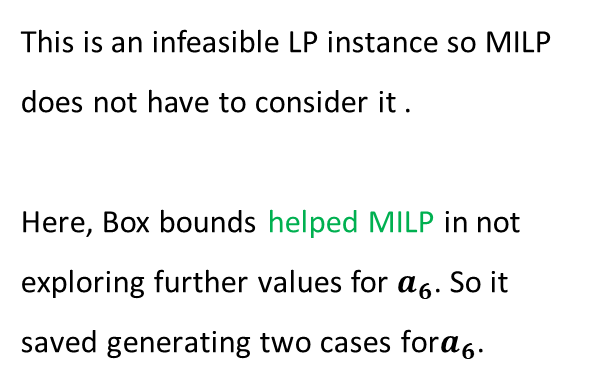 This is an infeasible LP instance so MILP
does not have to consider it .
Here, Box bounds helped MILP in not
exploring further values for a₆. So it
saved generating two cases fora₆.